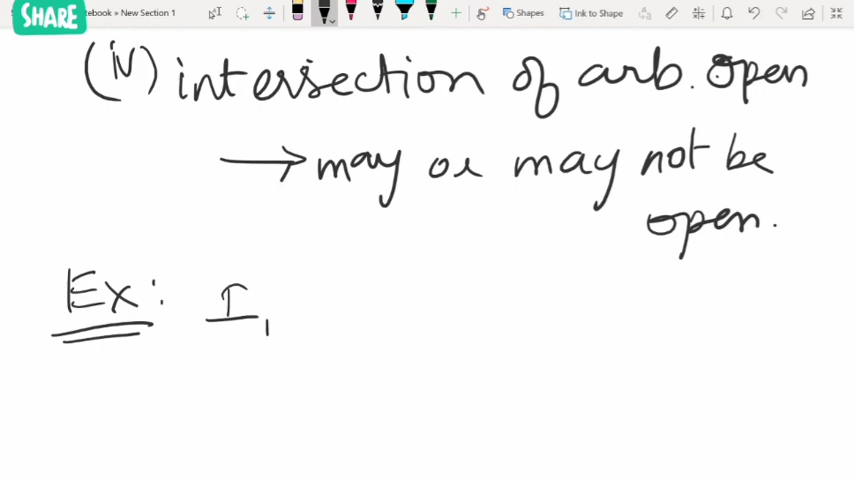 SHARE
tebook » New Section 1
Shapes
Ink to Shape
(iv) intersection of arb. open
→ may or may not be
open.
Ex: I,